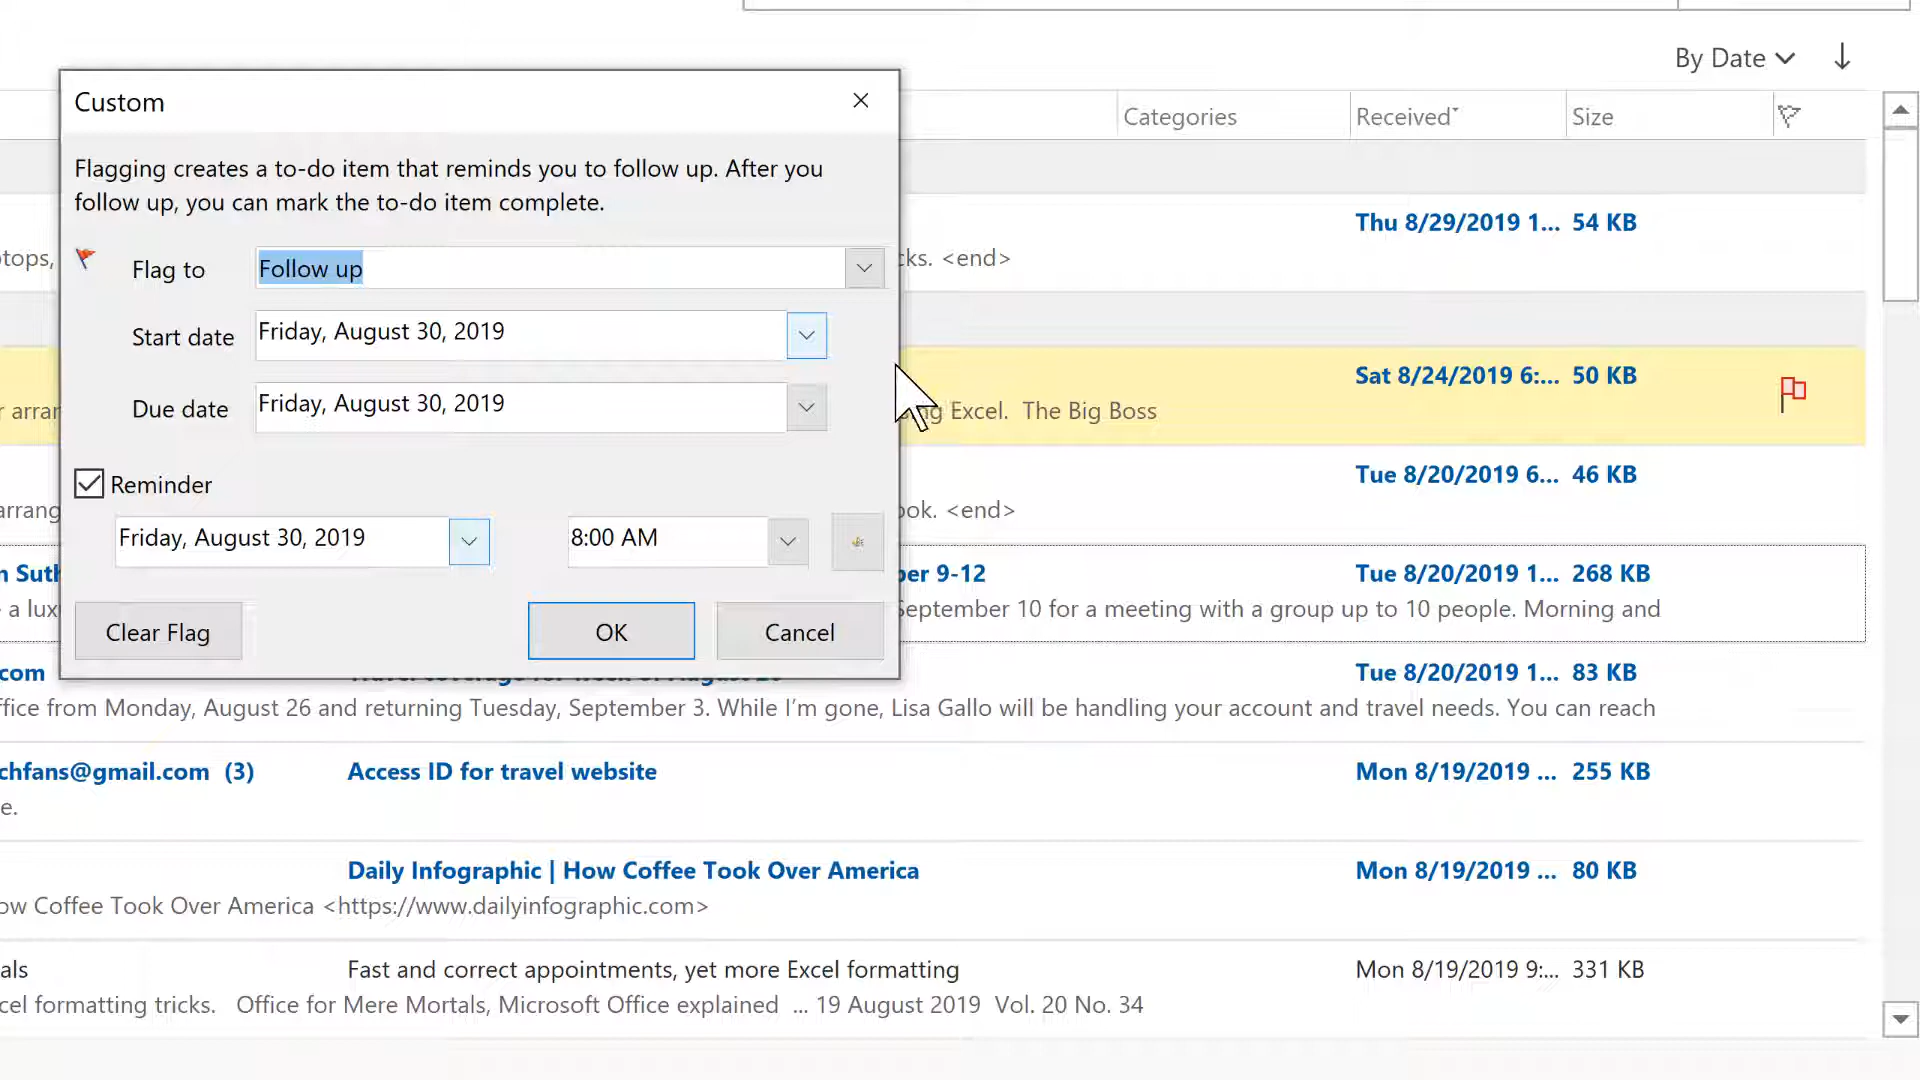 By Date
Custom
Categories
Received
Size
Flagging creates a to-do item that reminds you to follow up. After you
follow up, you can mark the to-do item complete.
Thu 8/29/2019 1... 54 KB
tops,
cks. <end>
Flag to
Follow up
Start date
Friday, August 30, 2019
Sat 8/24/2019 6:... 50 KB
Due date
Friday, August 30, 2019
r arran
ng Excel. The Big Boss
Reminder
Tue 8/20/2019 6... 46 KB
arrang
ook. <end>
Friday, August 30, 2019
8:00 AM
n Suth
ber 9-12
Tue 8/20/2019 1... 268 KB
a lux
September 10 for a meeting with a group up to 10 people. Morning and
Clear Flag
OK
Cancel
com
Tue 8/20/2019 1... 83 KB
ffice from Monday, August 26 and returning Tuesday, September 3. While I'm gone, Lisa Gallo will be handling your account and travel needs. You can reach
chfans@gmail.com (3)
Access ID for travel website
Mon 8/19/2019 ... 255 KB
e.
Daily Infographic | How Coffee Took Over America
Mon 8/19/2019 ... 80 KB
ow Coffee Took Over America <https://www.dailyinfographic.com>
als
Fast and correct appointments, yet more Excel formatting
Mon 8/19/2019 9:... 331 KB
cel formatting tricks. Office for Mere Mortals, Microsoft Office explained ... 19 August 2019 Vol. 20 No. 34